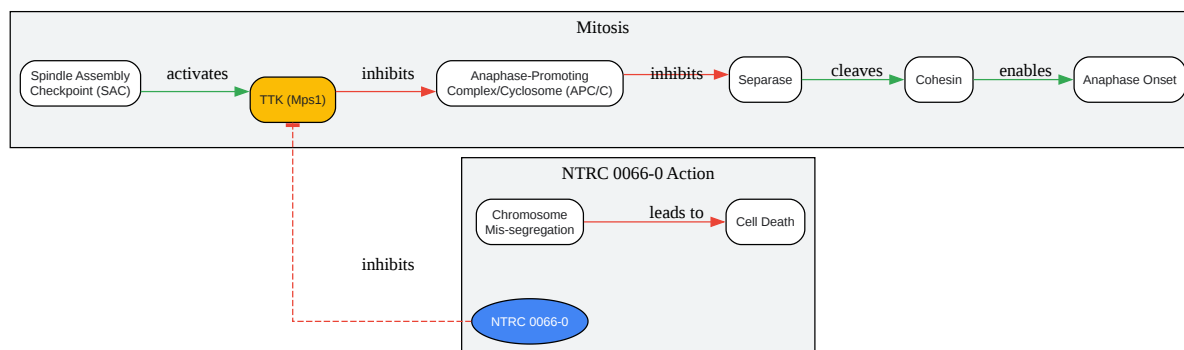 Mitosis
Spindle Assembly
Checkpoint (SAC)
activates
TTK (Mps1)
inhibits
Anaphase-Promoting
Complex/Cyclosome (APC/C)
inhibits
Separase
cleaves
Cohesin
enables
Anaphase Onset
NTRC 0066-0 Action
Chromosome
Mis-segregation
leads to
Cell Death
inhibits
NTRC 0066-0